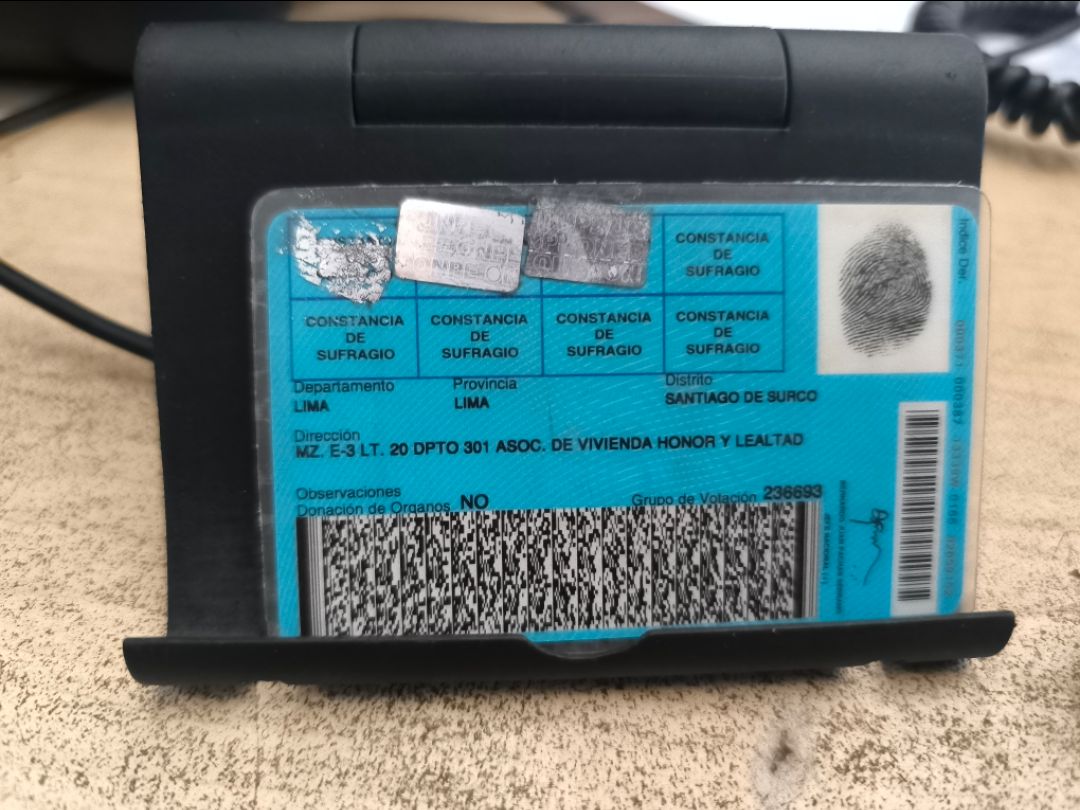 CONSTANCIA
DE
SUFRAGIO
CONSTANCIA
DE
SUFRAGIO
CONSTANCIA
DE
SUFRAGIO
CONSTANCIA
DE
SUFRAGIO
CONSTANCIA
DE
SUFRAGIO
Departamento Provincia Distrito
LIMA LIMA SANTIAGO DE SURCO
Dirección
MZ. E-3 LT. 20 DPTO 301 ASOC. DE VIVIENDA HONOR Y LEALTAD
Observaciones
Donación de Organos NO Grupo de Votación 236693
Indice Der.